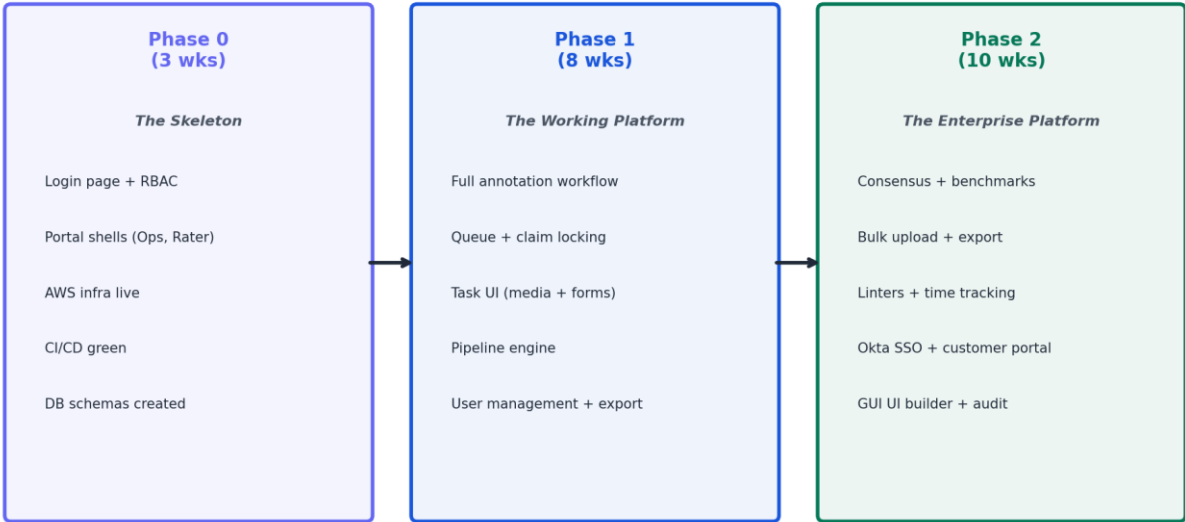 Phase 0
(3 wks)
The Skeleton
Login page + RBAC
Portal shells (Ops, Rater)
AWS infra live
CI/CD green
DB schemas created
Phase 1
(8 wks)
The Working Platform
Full annotation workflow
Queue + claim locking
Task UI (media + forms)
Pipeline engine
User management + export
Phase 2
(10 wks)
The Enterprise Platform
Consensus + benchmarks
Bulk upload + export
Linters + time tracking
Okta SSO + customer portal
GUI UI builder + audit